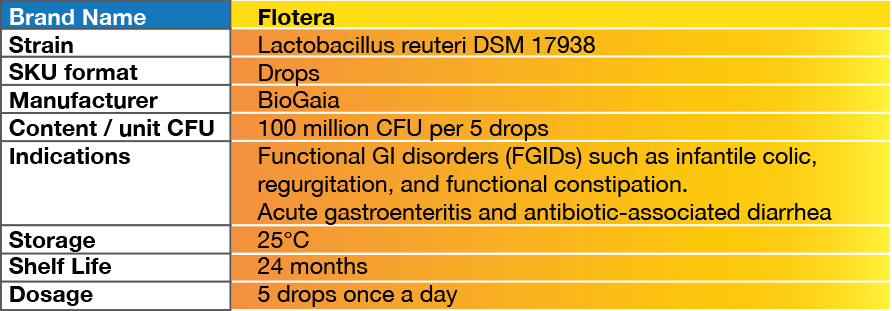 Brand Name Flotera
Strain Lactobacillus reuteri DSM 17938
SKU format Drops
Manufacturer BioGaia
Content / unit CFU 100 million CFU per 5 drops
Indications Functional GI disorders (FGIDs) such as infantile colic,
regurgitation, and functional constipation.
Acute gastroenteritis and antibiotic-associated diarrhea
Storage 25°C
Shelf Life 24 months
Dosage 5 drops once a day